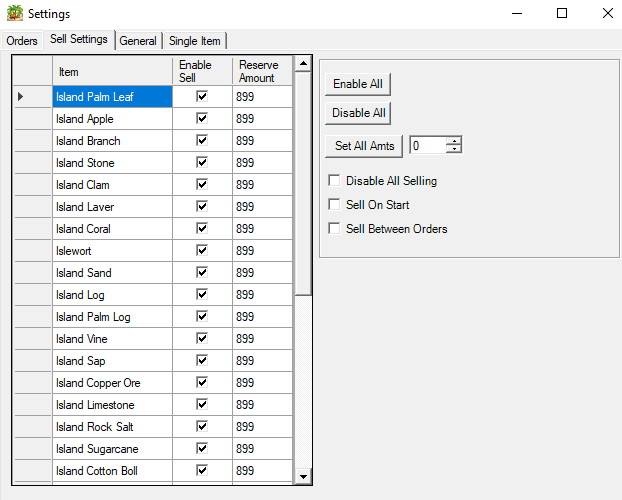 Settings
Orders Sell Settings General Single Item
Item Enable Sell Reserve Amount
Island Palm Leaf 899
Island Apple 899
Island Branch 899
Island Stone 899
Island Clam 899
Island Laver 899
Island Coral 899
Islewort 899
Island Sand 899
Island Log 899
Island Palm Log 899
Island Vine 899
Island Sap 899
Island Copper Ore 899
Island Limestone 899
Island Rock Salt 899
Island Sugarcane 899
Island Cotton Boll 899
Enable All
Disable All
Set All Amts 0
Disable All Selling
Sell On Start
Sell Between Orders